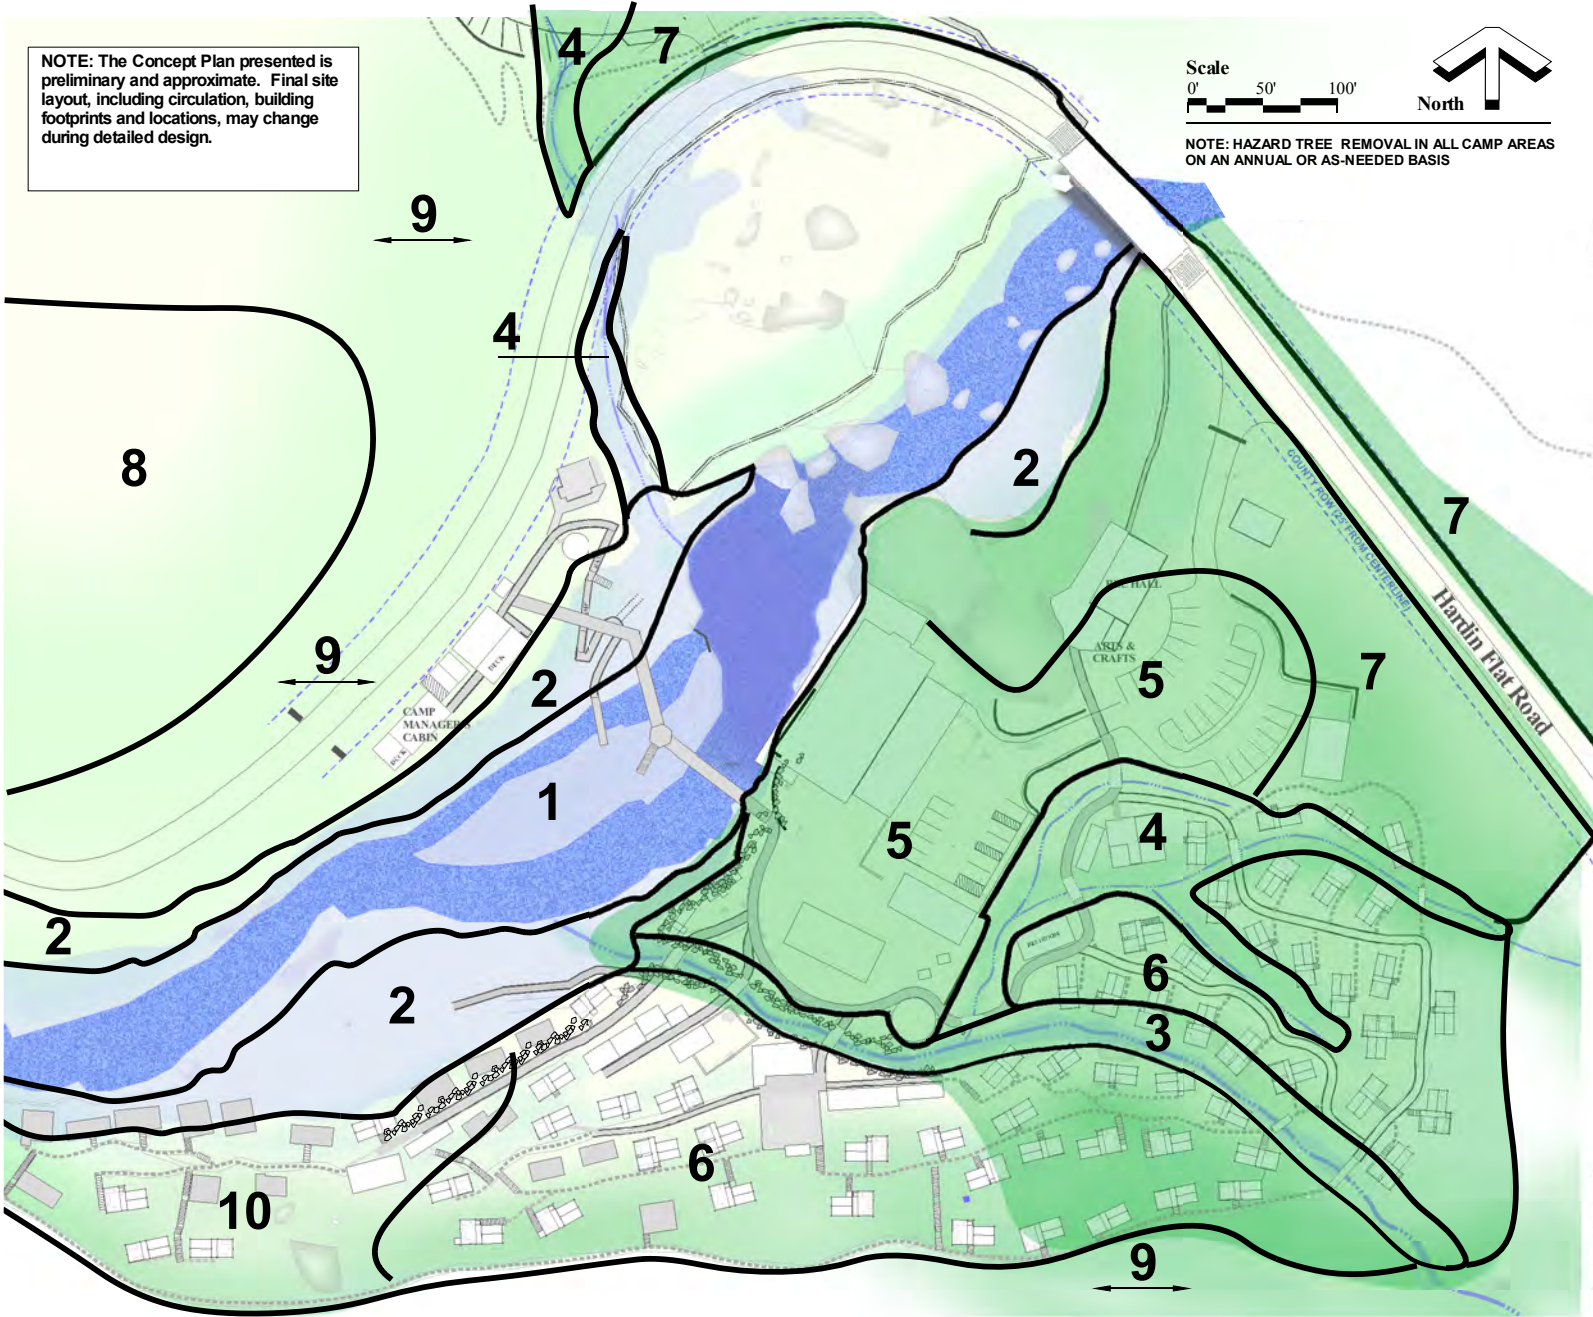 NOTE: The Concept Plan presented is
preliminary and approximate. Final site
layout, including circulation, building
footprints and locations, may change
during detailed design.
4
7
Scale
0' 50' 100'
North
NOTE: HAZARD TREE REMOVAL IN ALL CAMP AREAS
ON AN ANNUAL OR AS-NEEDED BASIS
9
4
8
2
7
COUNTY ROW (25' FROM CENTERLINE)
Hardin Flat Road
HALL
ARTS &
CRAFTS
5
7
9
DECK
2
CAMP
MANAGER'S
CABIN
DECK
1
5
4
2
6
2
3
6
10
9